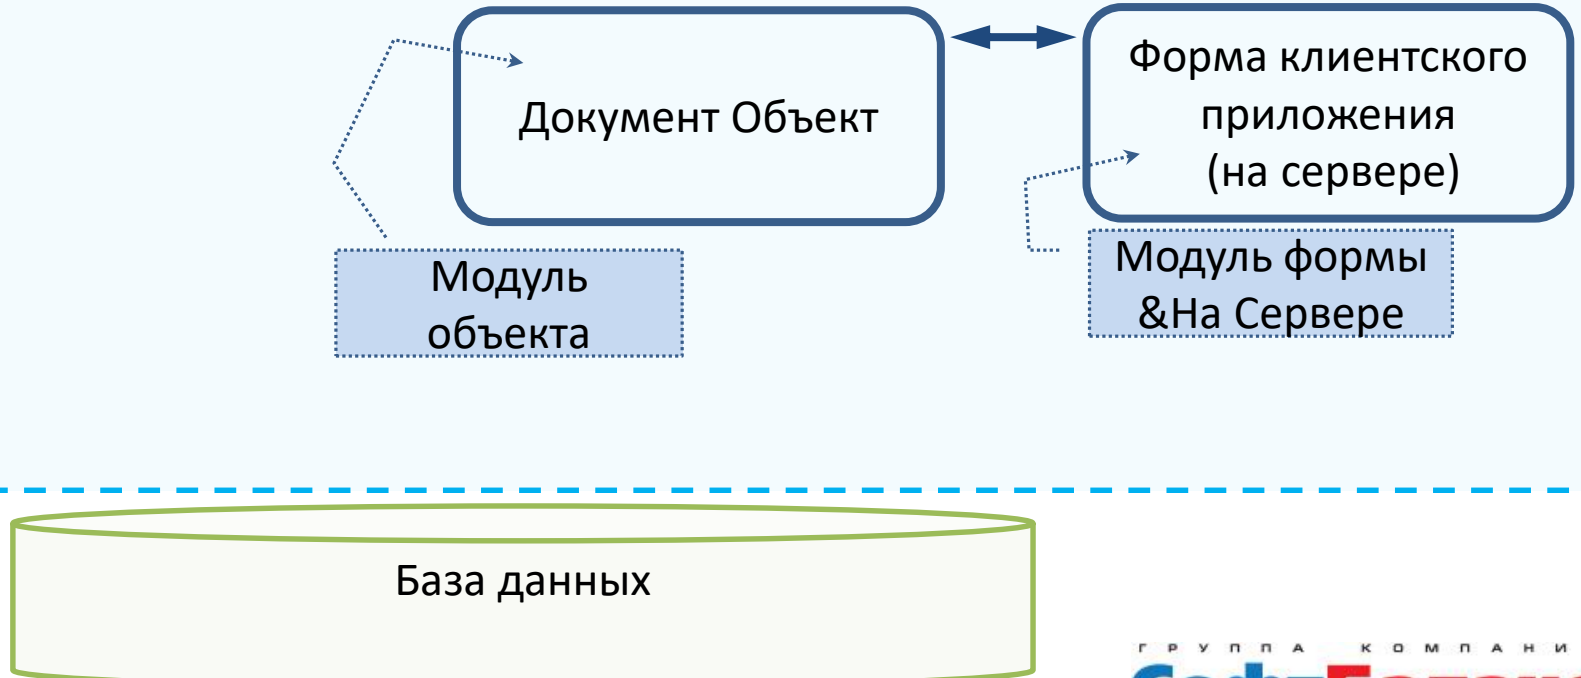 Документ Объект
Форма клиентского
приложения
(на сервере)
Модуль
объекта
Модуль формы
&На Сервере
База данных
ГРУППА КОМПАНИ